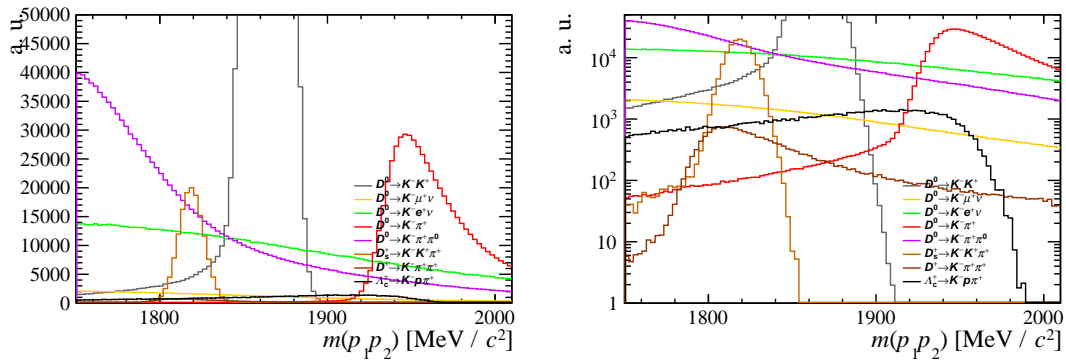 a. u.
50000
45000
40000
35000
30000
25000
20000
15000
10000
5000
0
D⁰→K⁻K⁺
D⁰→K⁻μ⁺ν
D⁰→K⁻e⁺ν
D⁰→K⁻π⁺
D⁰→K⁻π⁺π⁰
Dₛ⁺→K⁻K⁺π⁺
D⁺→K⁻π⁺π⁺
Λ_c⁺→K⁻pπ⁺
1800 1900 2000
m(p₁p₂) [MeV / c²]
a. u.
10⁴
10³
10²
10
1
D⁰→K⁻K⁺
D⁰→K⁻μ⁺ν
D⁰→K⁻e⁺ν
D⁰→K⁻π⁺
D⁰→K⁻π⁺π⁰
Dₛ⁺→K⁻K⁺π⁺
D⁺→K⁻π⁺π⁺
Λ_c⁺→K⁻pπ⁺
1800 1900 2000
m(p₁p₂) [MeV / c²]